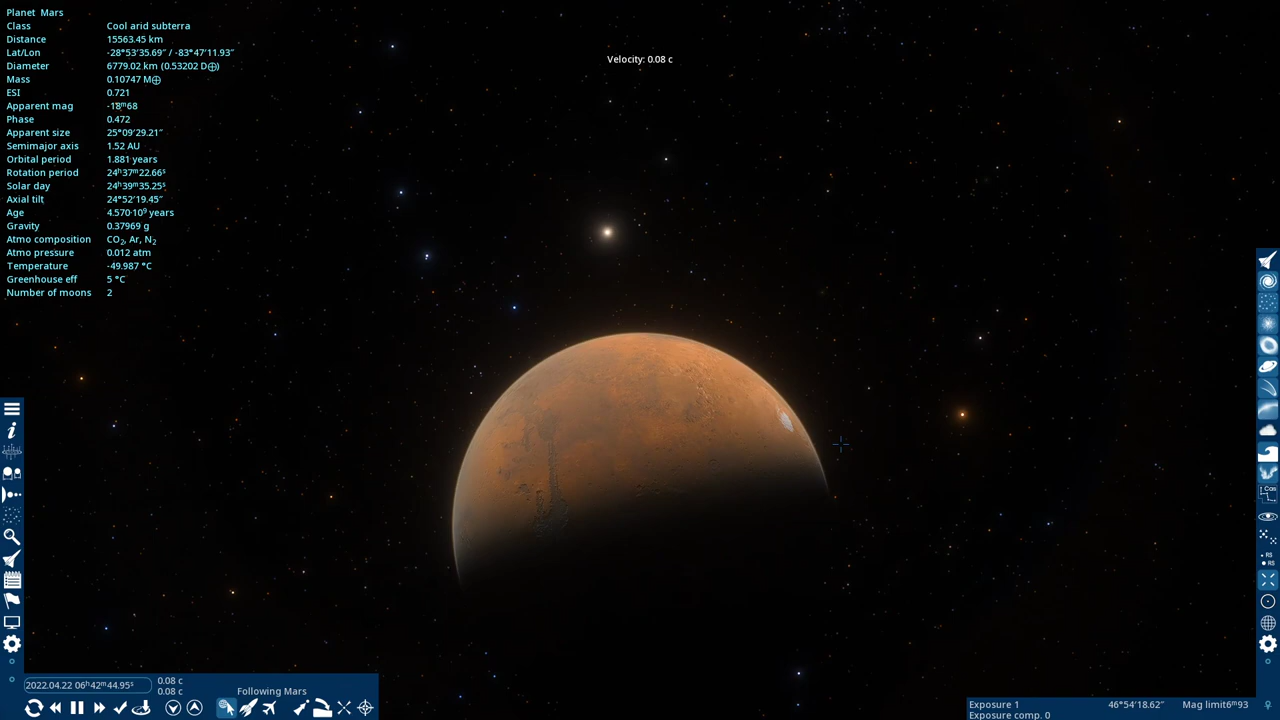 Planet Mars
Class Cool arid subterra
Distance 15563.45 km
Lat/Lon -28°53′35.69″ / -83°47′11.93″
Diameter 6779.02 km (0.53202 D⨁)
Mass 0.10747 M⨁
ESI 0.721
Apparent mag -18ᵐ68
Phase 0.472
Apparent size 25°09′29.21″
Semimajor axis 1.52 AU
Orbital period 1.881 years
Rotation period 24ʰ37ᵐ22.66ˢ
Solar day 24ʰ39ᵐ35.25ˢ
Axial tilt 24°52′19.45″
Age 4.570·10⁹ years
Gravity 0.37969 g
Atmo composition CO₂, Ar, N₂
Atmo pressure 0.012 atm
Temperature -49.987 °C
Greenhouse eff 5 °C
Number of moons 2
Velocity: 0.08 c
Can
RS
RS
2022.04.22 06ʰ42ᵐ44.95ˢ
0.08 c
0.08 c
Following Mars
Exposure 1 46°54′18.62″ Mag limit6ᵐ93
Exposure comp. 0